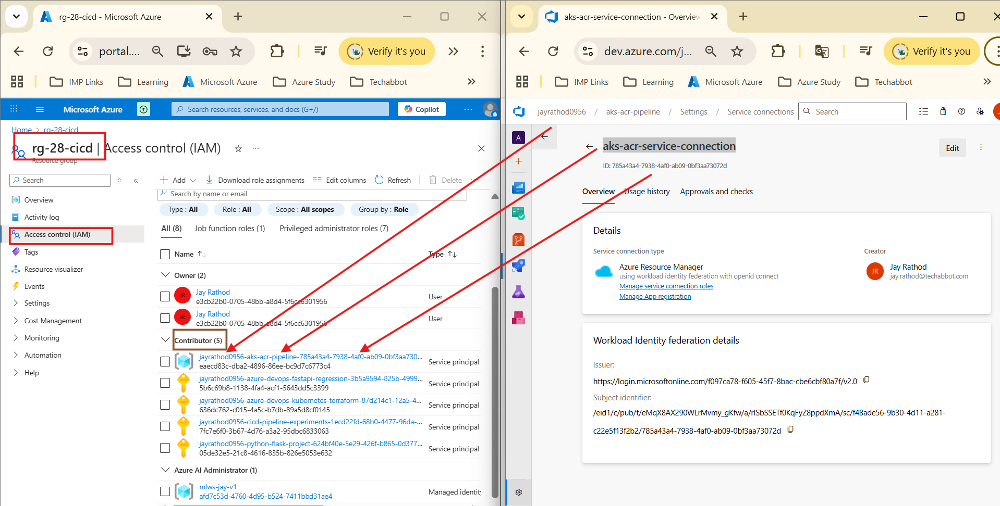 rg-28-cicd - Microsoft Azure
portal....
Verify it's you
IMP Links
Learning
Microsoft Azure
Azure Study
Techabbot
Microsoft Azure
Search resources, services, and docs (G+/)
Copilot
Home > rg-28-cicd
rg-28-cicd | Access control (IAM)
Resource group
Search
Overview
Activity log
Access control (IAM)
Tags
Resource visualizer
Events
Settings
Cost Management
Monitoring
Automation
Help
Add
Download role assignments
Edit columns
Refresh
Delete
Search by name or email
Type : All
Role : All
Scope : All scopes
Group by : Role
All (8)
Job function roles (1)
Privileged administrator roles (7)
Name
Type
Owner (2)
JR
Jay Rathod
e3cb22b0-0705-48bb-a8d4-5f6cc6301956
User
JR
Jay Rathod
e3cb22b0-0705-48bb-a8d4-5f6cc6301956
User
Contributor (5)
jayrathod0956-aks-acr-pipeline-785a43a4-7938-4af0-ab09-0bf3aa730...
eaecd83c-dba2-4896-86ee-bc9d7c6773c4
Service principal
jayrathod0956-azure-devops-fastapi-regression-3b5a9594-825b-4999...
5b6c69b8-1138-4fa4-acf1-5643dd5c3399
Service principal
jayrathod0956-azure-devops-kubernetes-terraform-87d214c1-12a5-4...
636dc762-c015-4a5c-b7db-89a5d8cf0145
Service principal
jayrathod0956-cicd-pipeline-experiments-1ecd22fd-68b0-4477-96da-...
7fc7e6f0-3b67-4d76-a3a2-95dbc6833063
Service principal
jayrathod0956-python-flask-project-624bf40e-5e29-426f-b865-0d377...
05de32e5-21c8-4616-835b-826e5053e632
Service principal
Azure AI Administrator (1)
mlws-jay-v1
afd7c53d-4760-4d95-b524-7411bbd31ae4
Managed identity
aks-acr-service-connection - Overview
dev.azure.com/j...
Verify it's you
IMP Links
Learning
Microsoft Azure
Azure Study
Techabbot
jayrathod0956 / aks-acr-pipeline / Settings / Service connections
Search
A
aks-acr-service-connection
Edit
ID: 785a43a4-7938-4af0-ab09-0bf3aa73072d
Overview
Usage history
Approvals and checks
Details
Service connection type
Azure Resource Manager
using workload identity federation with openid connect
Manage service connection roles
Manage App registration
Creator
JR
Jay Rathod
jay.rathod@techabbot.com
Workload Identity federation details
Issuer:
https://login.microsoftonline.com/f097ca78-f605-45f7-8bac-cbe6cbf80a7f/v2.0
Subject identifier:
/eid1/c/pub/t/eMqX8AX290WLrMvmy_gKfw/a/rlSbSSETf0KqFyZ8ppdXmA/sc/f48ade56-9b30-4d11-a281-
c22e5f13f2b2/785a43a4-7938-4af0-ab09-0bf3aa73072d